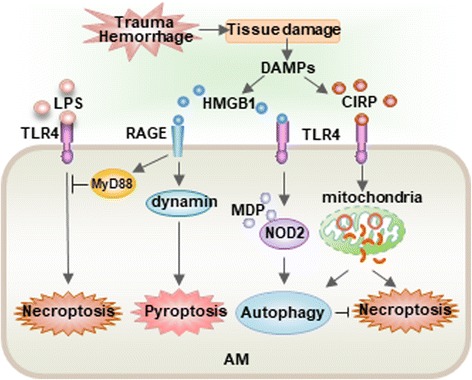 Trauma
Hemorrhage
Tissue damage
DAMPs
LPS
HMGB1
CIRP
TLR4
RAGE
TLR4
MyD88
dynamin
MDP
NOD2
mitochondria
Necroptosis
Pyroptosis
Autophagy
Necroptosis
AM